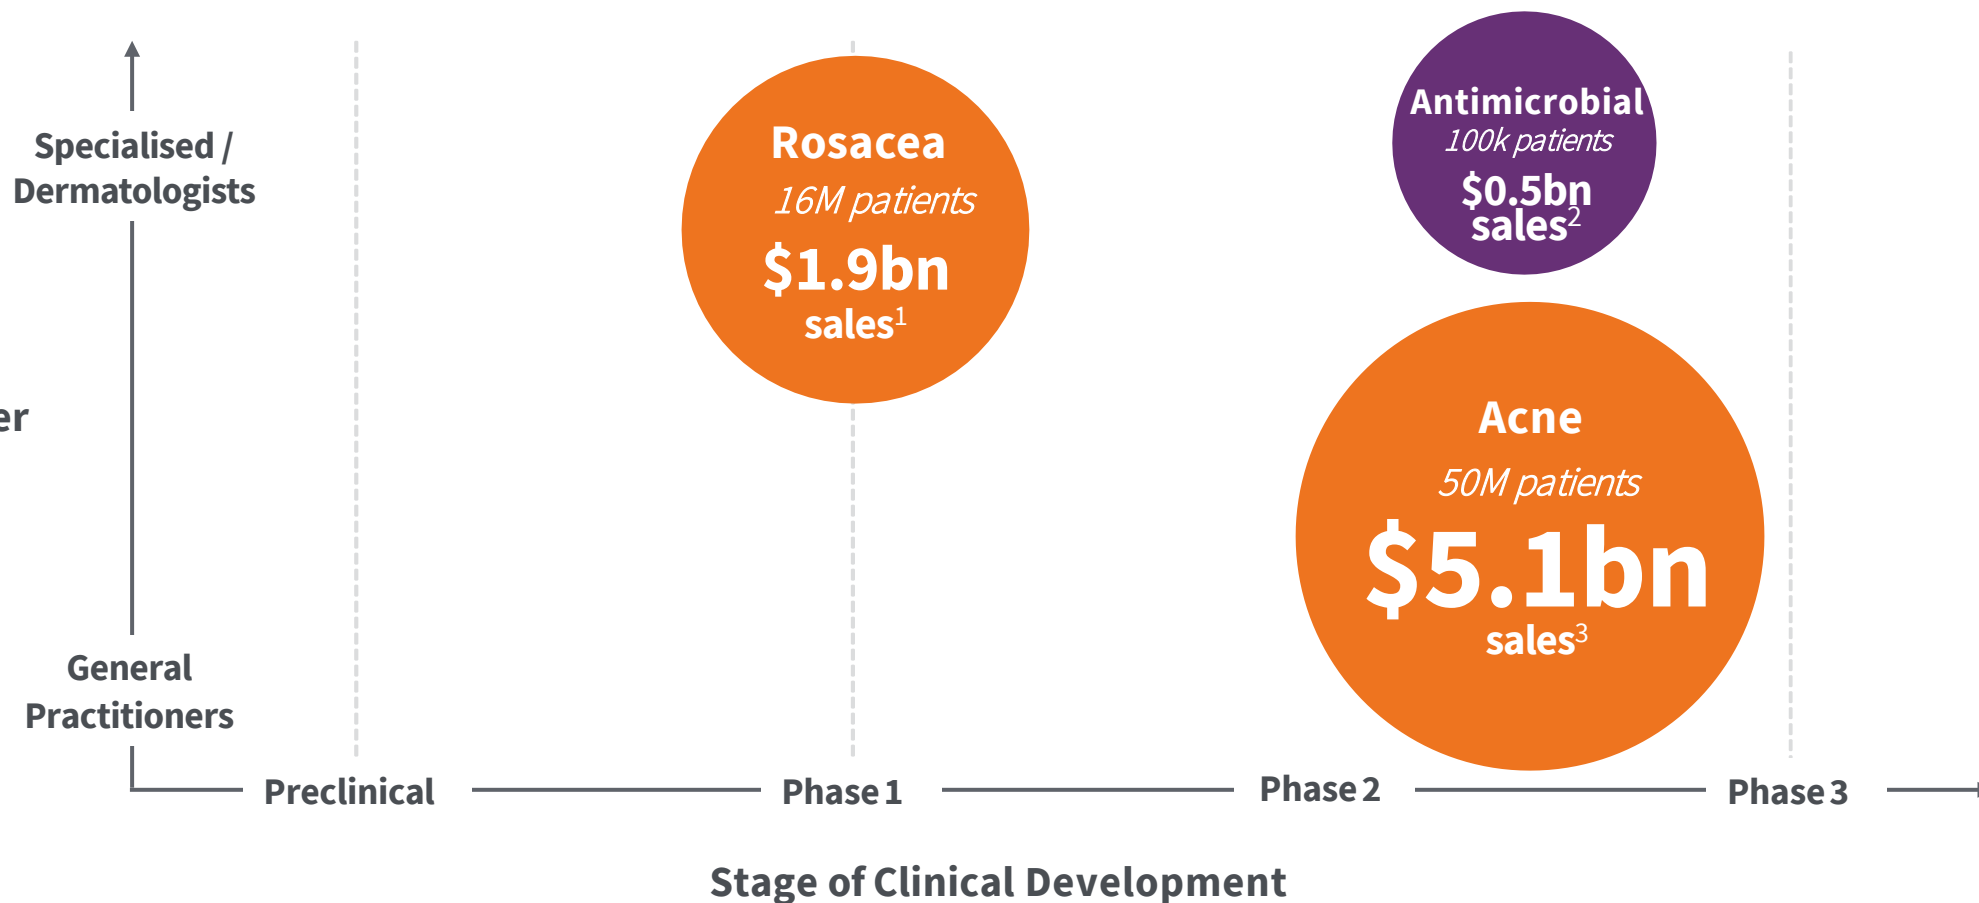 Specialised /
Dermatologists
er
General
Practitioners
Rosacea
16M patients
$1.9bn
sales1
Antimicrobial
100k patients
$0.5bn
sales2
Acne
50M patients
$5.1bn
sales3
Preclinical
Phase 1
Phase 2
Phase 3
Stage of Clinical Development